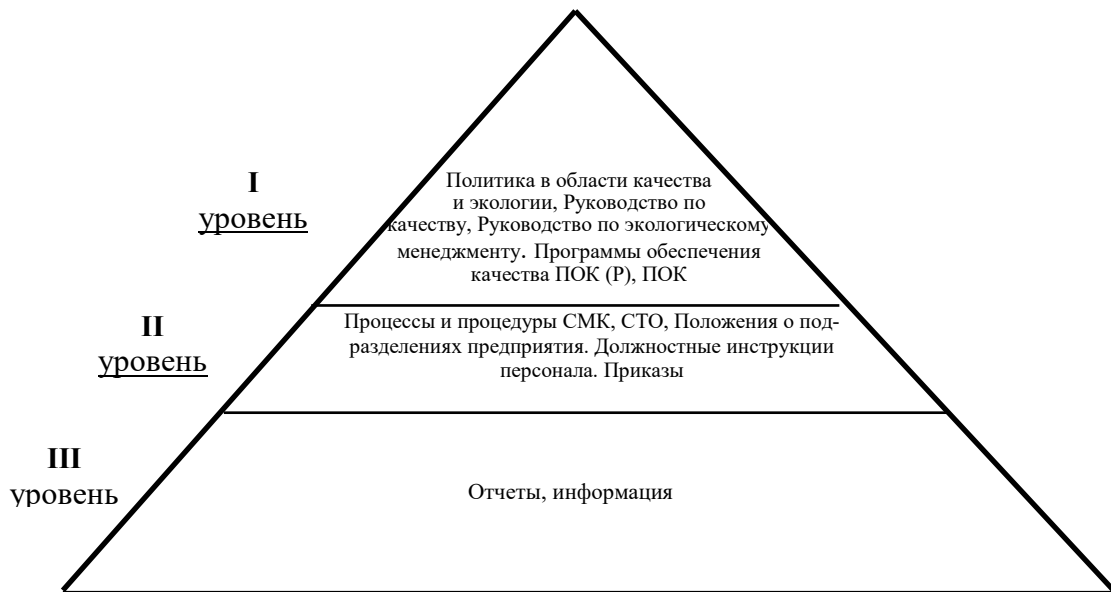 I
уровень
Политика в области качества
и экологии, Руководство по
качеству, Руководство по экологическому
менеджменту. Программы обеспечения
качества ПОК (Р), ПОК
II
уровень
Процессы и процедуры СМК, СТО, Положения о под-
разделениях предприятия. Должностные инструкции
персонала. Приказы
III
уровень
Отчеты, информация